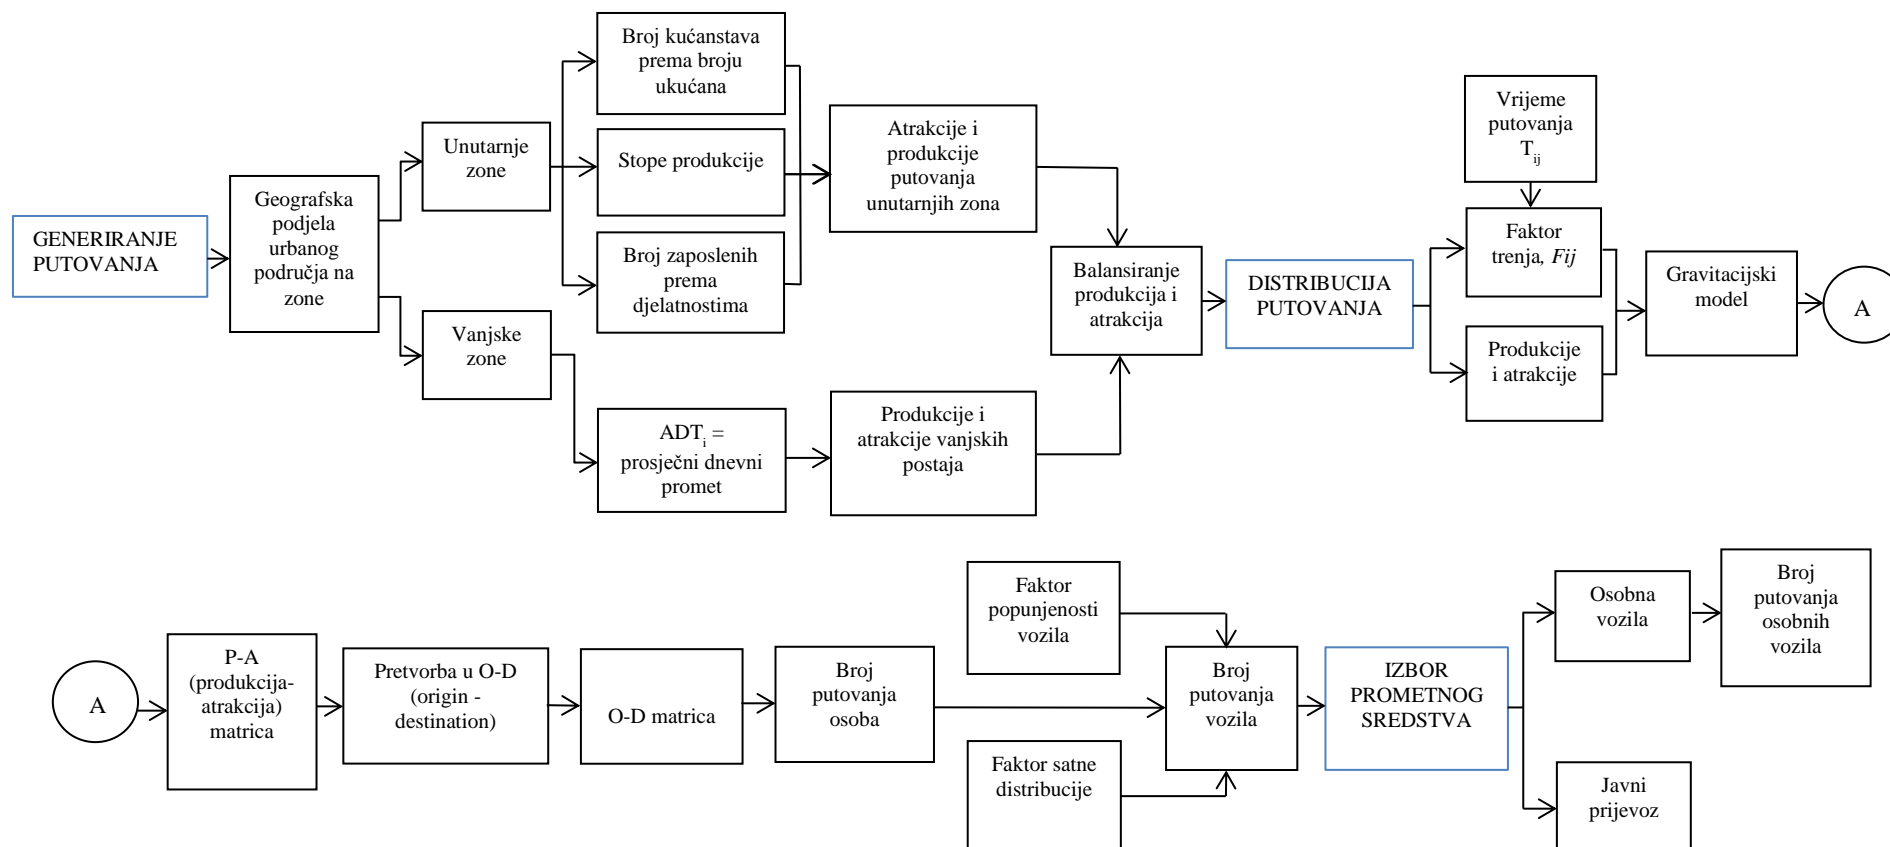 GENERIRANJE
PUTOVANJA
Geografska
podjela
urbanog
područja na
zone
Unutarnje
zone
Vanjske
zone
Broj kućanstava
prema broju
ukućana
Stope produkcije
Broj zaposlenih
prema
djelatnostima
ADTi =
prosječni dnevni
promet
Atrakcije i
produkcije
putovanja
unutarnjih zona
Produkcije i
atrakcije vanjskih
postaja
Balansiranje
produkcija i
atrakcija
DISTRIBUCIJA
PUTOVANJA
Vrijeme
putovanja
Tij
Faktor
trenja, Fij
Produkcije
i atrakcije
Gravitacijski
model
A
A
P-A
(produkcija-
atrakcija)
matrica
Pretvorba u O-D
(origin -
destination)
O-D matrica
Broj
putovanja
osoba
Faktor
popunjenosti
vozila
Faktor satne
distribucije
Broj
putovanja
vozila
IZBOR
PROMETNOG
SREDSTVA
Osobna
vozila
Broj
putovanja
osobnih
vozila
Javni
prijevoz